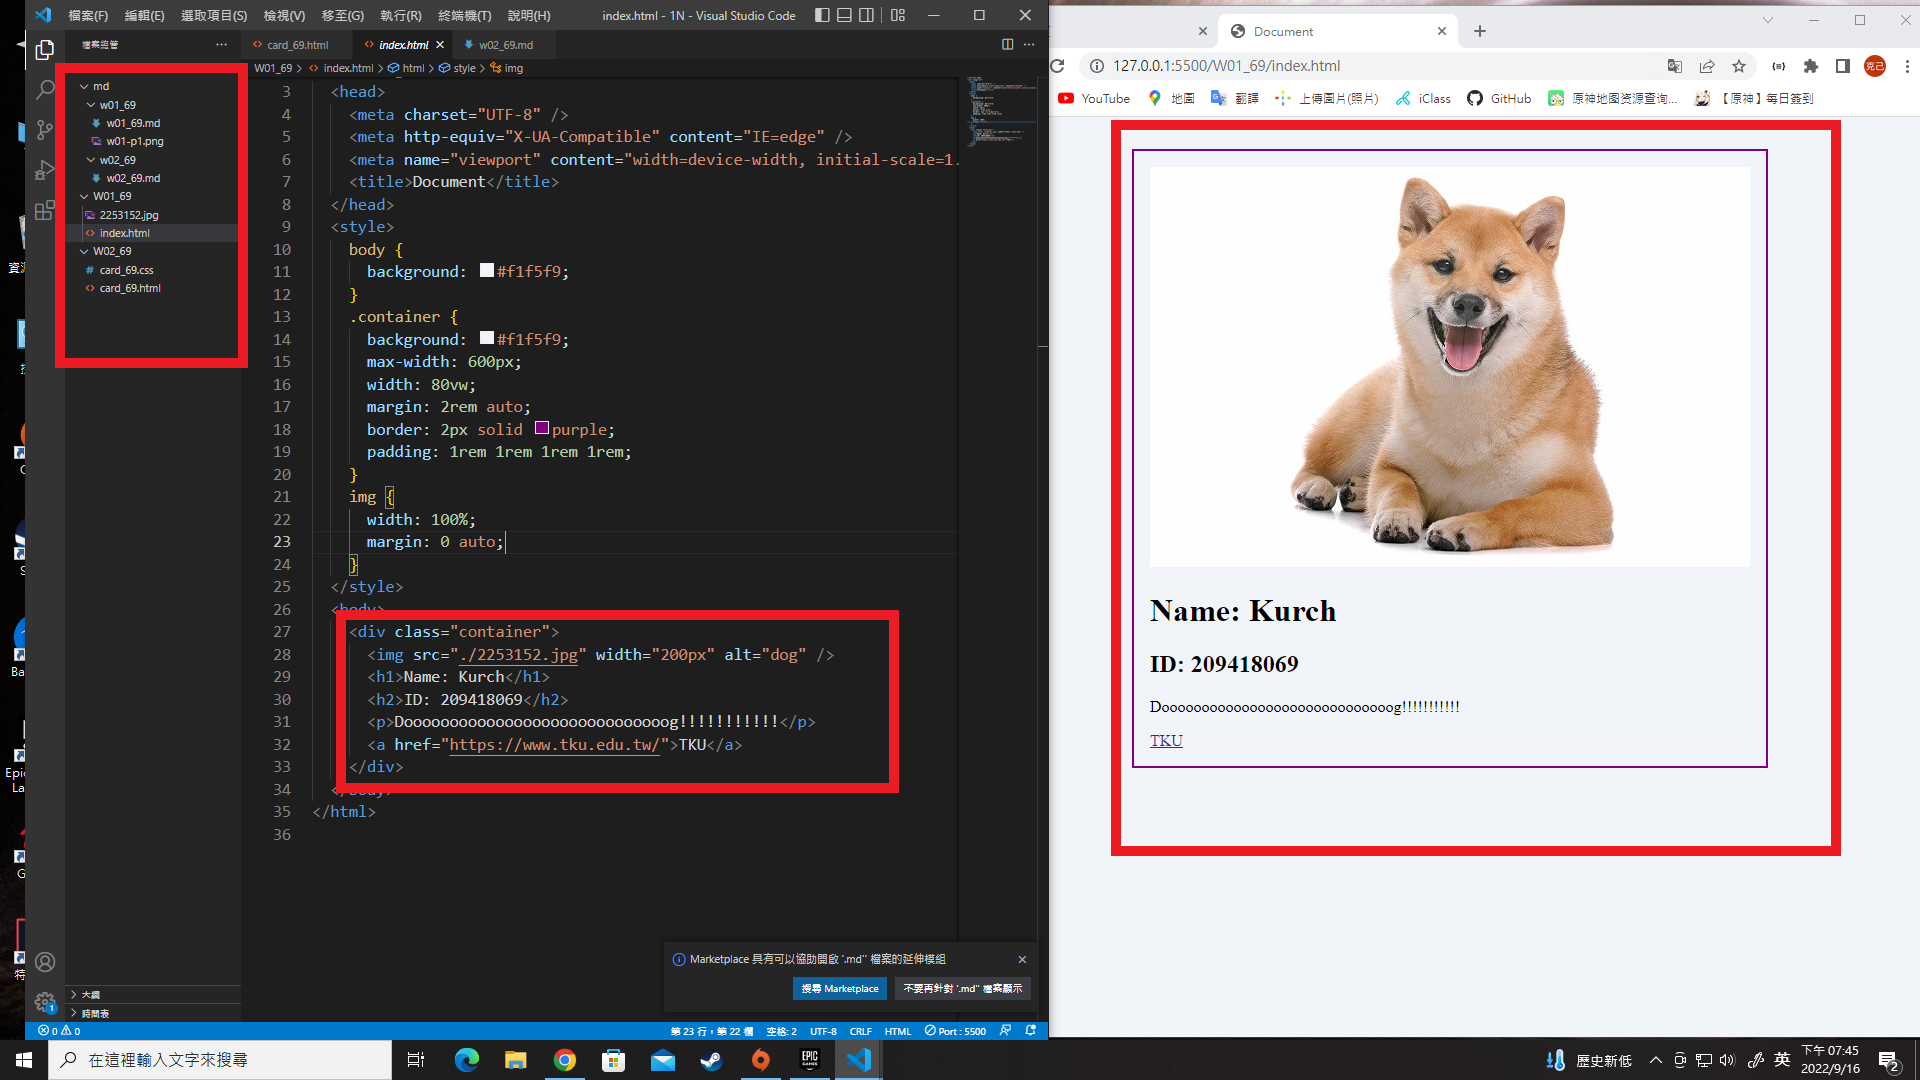 檔案(F) 編輯(E) 選取項目(S) 檢視(V) 移至(G) 執行(R) 終端機(T) 說明(H)
index.html - 1N - Visual Studio Code
檔案總管
card_69.html
index.html
w02_69.md
W01_69 > index.html > html > style > img
md
w01_69
w01_69.md
w01-p1.png
w02_69
w02_69.md
W01_69
2253152.jpg
index.html
W02_69
card_69.css
card_69.html
3 <head>
4 <meta charset="UTF-8" />
5 <meta http-equiv="X-UA-Compatible" content="IE=edge" />
6 <meta name="viewport" content="width=device-width, initial-scale=1.
7 <title>Document</title>
8 </head>
9 <style>
10 body {
11 background: #f1f5f9;
12 }
13 .container {
14 background: #f1f5f9;
15 max-width: 600px;
16 width: 80vw;
17 margin: 2rem auto;
18 border: 2px solid purple;
19 padding: 1rem 1rem 1rem 1rem;
20 }
21 img {
22 width: 100%;
23 margin: 0 auto;
24 }
25 </style>
26 <body>
27 <div class="container">
28 <img src="./2253152.jpg" width="200px" alt="dog" />
29 <h1>Name: Kurch</h1>
30 <h2>ID: 209418069</h2>
31 <p>Dooooooooooooooooooooooooooooog!!!!!!!!!!!</p>
32 <a href="https://www.tku.edu.tw/">TKU</a>
33 </div>
34 </body>
35 </html>
36
大綱
時間表
Marketplace 具有可以協助開啟 '.md" 檔案的延伸模組
搜尋 Marketplace
不要再針對 '.md" 檔案顯示
0 0
第 23 行，第 22 欄 空格: 2 UTF-8 CRLF HTML Port : 5500
Document
127.0.0.1:5500/W01_69/index.html
克己
YouTube 地圖 翻譯 上傳圖片(照片) iClass GitHub 原神地图资源查询... 【原神】每日簽到
Name: Kurch
ID: 209418069
Dooooooooooooooooooooooooooooog!!!!!!!!!!!
TKU
Ba
Epic
La
在這裡輸入文字來搜尋
EPIC GAMES
歷史新低
英
下午 07:45
2022/9/16
2